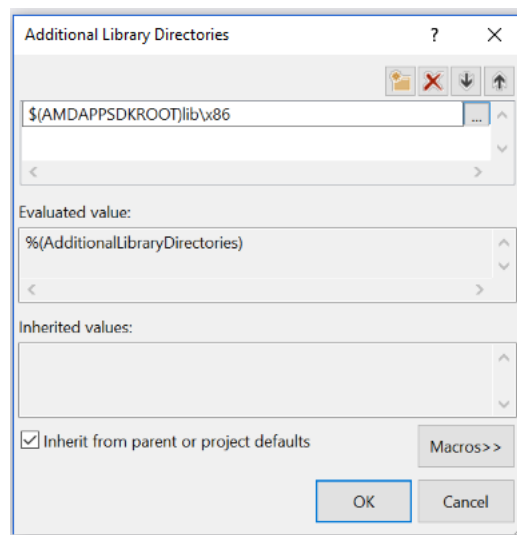 Additional Library Directories
$(AMDAPPSDKROOT)lib\x86
...
Evaluated value:
%(AdditionalLibraryDirectories)
Inherited values:
Inherit from parent or project defaults
Macros>>
OK
Cancel